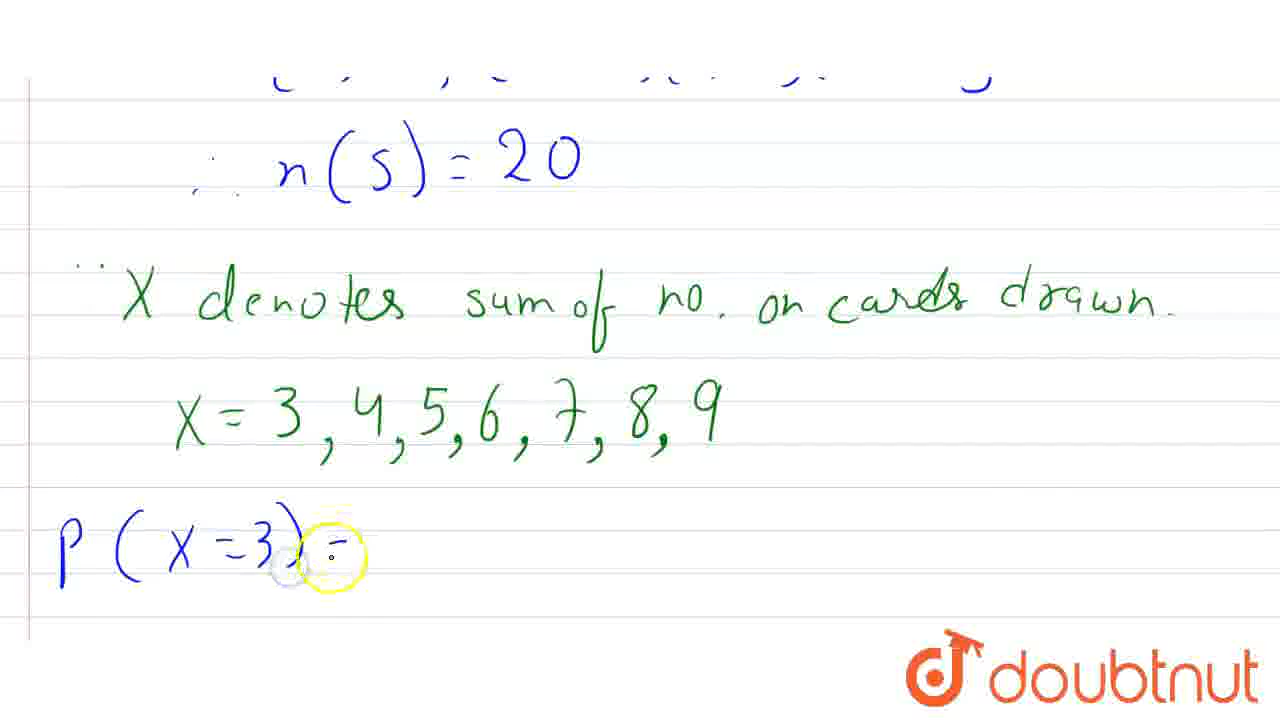 ∴ n(s) = 20
∵ X denotes sum of no. on cards drawn.
X = 3, 4, 5, 6, 7, 8, 9
P(X = 3) =
doubtnut